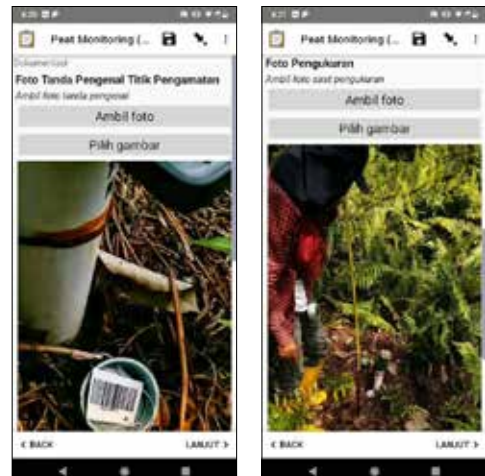 Peat Monitoring (...
Dokumentasi
Foto Tanda Pengenal Titik Pengamatan
Ambil foto tanda pengenal
Ambil foto
Pilih gambar
< BACK
LANJUT >
Peat Monitoring (...
Foto Pengukuran
Ambil foto saat pengukuran
Ambil foto
Pilih gambar
< BACK
LANJUT >